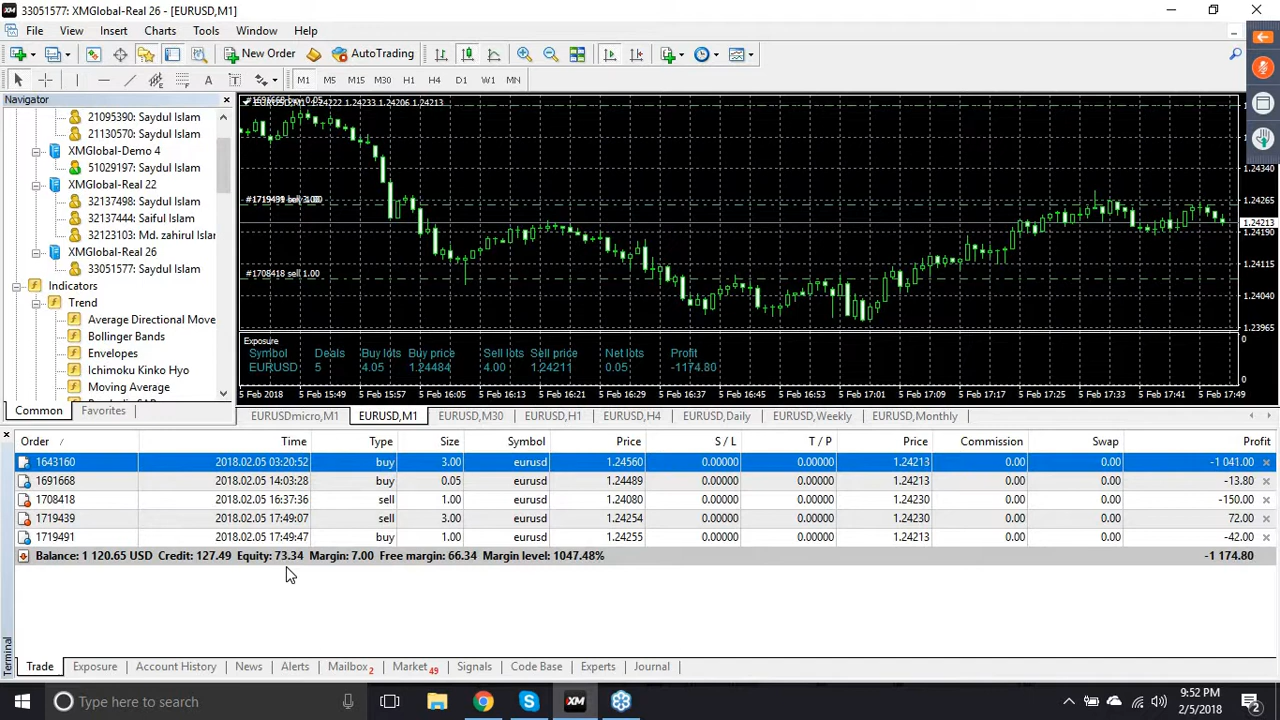 33051577: XMGlobal-Real 26 - [EURUSD,M1]
File View Insert Charts Tools Window Help
New Order AutoTrading
M1 M5 M15 M30 H1 H4 D1 W1 MN
Navigator
21095390: Saydul Islam
21130570: Saydul Islam
XMGlobal-Demo 4
51029197: Saydul Islam
XMGlobal-Real 22
32137498: Saydul Islam
32137444: Saiful Islam
32123103: Md. zahirul Islam
XMGlobal-Real 26
33051577: Saydul Islam
Indicators
Trend
Average Directional Move
Bollinger Bands
Envelopes
Ichimoku Kinko Hyo
Moving Average
Common Favorites
1.24222 1.24233 1.24206 1.24213
#1708418 sell 1.00
1.24340
1.24265
1.24213
1.24190
1.24115
1.24040
1.23965
0
0
Exposure
Symbol Deals Buy lots Buy price Sell lots Sell price Net lots Profit
EURUSD 5 4.05 1.24484 4.00 1.24211 0.05 -1174.80
5 Feb 2018 5 Feb 15:49 5 Feb 15:57 5 Feb 16:05 5 Feb 16:13 5 Feb 16:21 5 Feb 16:29 5 Feb 16:37 5 Feb 16:45 5 Feb 16:53 5 Feb 17:01 5 Feb 17:09 5 Feb 17:17 5 Feb 17:25 5 Feb 17:33 5 Feb 17:41 5 Feb 17:49
EURUSDmicro,M1 EURUSD,M1 EURUSD,M30 EURUSD,H1 EURUSD,H4 EURUSD,Daily EURUSD,Weekly EURUSD,Monthly
Order Time Type Size Symbol Price S / L T / P Price Commission Swap Profit
1643160 2018.02.05 03:20:52 buy 3.00 eurusd 1.24560 0.00000 0.00000 1.24213 0.00 0.00 -1 041.00
1691668 2018.02.05 14:03:28 buy 0.05 eurusd 1.24489 0.00000 0.00000 1.24213 0.00 0.00 -13.80
1708418 2018.02.05 16:37:36 sell 1.00 eurusd 1.24080 0.00000 0.00000 1.24230 0.00 0.00 -150.00
1719439 2018.02.05 17:49:07 sell 3.00 eurusd 1.24254 0.00000 0.00000 1.24230 0.00 0.00 72.00
1719491 2018.02.05 17:49:47 buy 1.00 eurusd 1.24255 0.00000 0.00000 1.24213 0.00 0.00 -42.00
Balance: 1 120.65 USD Credit: 127.49 Equity: 73.34 Margin: 7.00 Free margin: 66.34 Margin level: 1047.48% -1 174.80
Terminal
Trade Exposure Account History News Alerts Mailbox 2 Market 49 Signals Code Base Experts Journal
Type here to search
XM
9:52 PM
2/5/2018
2